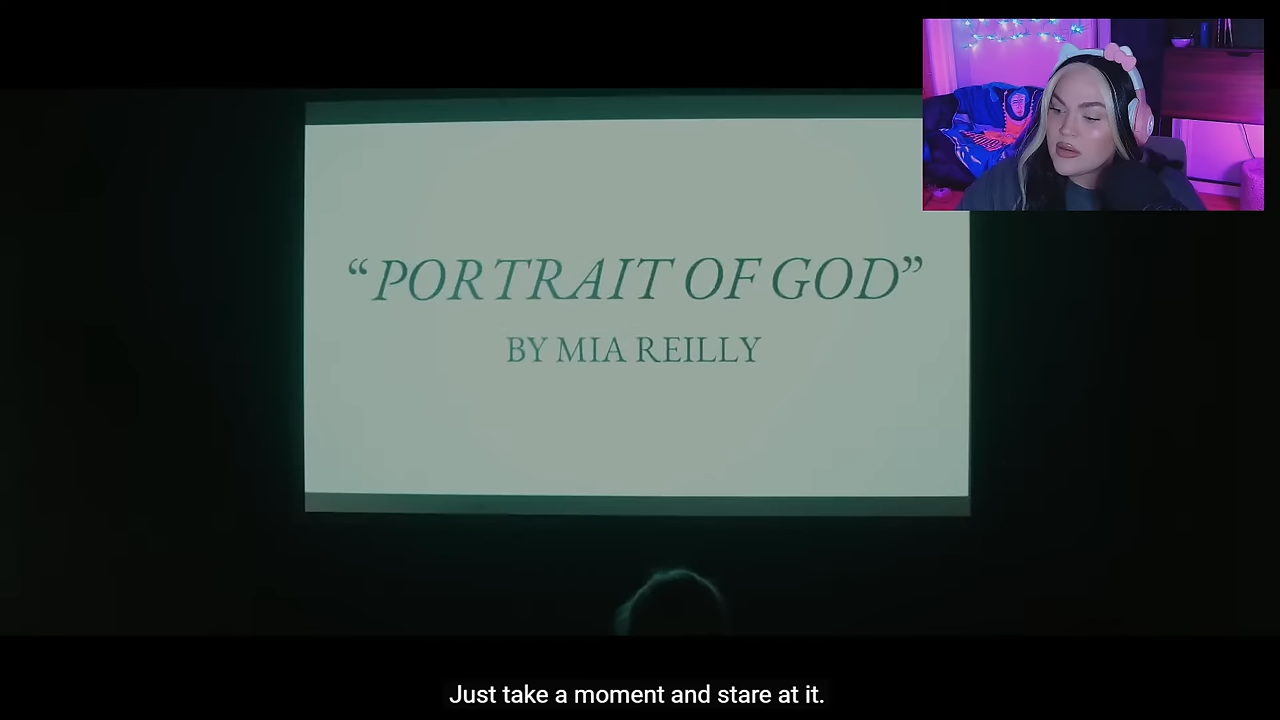 “PORTRAIT OF GOD”
BY MIA REILLY
Just take a moment and stare at it.